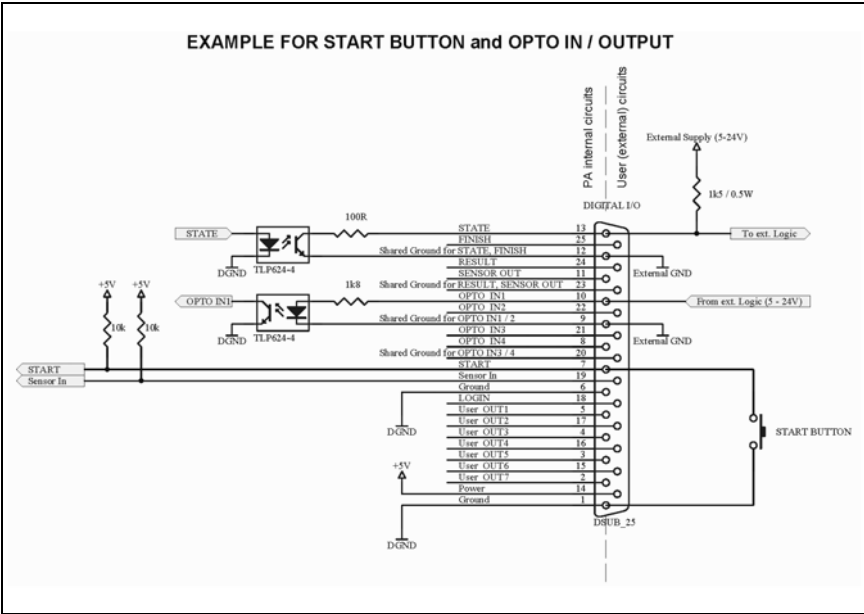 EXAMPLE FOR START BUTTON and OPTO IN / OUTPUT
PA internal circuits
User (external) circuits
External Supply (5-24V)
1k5 / 0.5W
DIGITAL I/O
100R
STATE
STATE 13
To ext. Logic
FINISH 25
Shared Ground for STATE, FINISH 12
RESULT 24
DGND
TLP624-4
External GND
SENSOR OUT 11
+5V
+5V
1k8
Shared Ground for RESULT, SENSOR OUT 23
OPTO IN1
OPTO IN1 10
From ext. Logic (5 - 24V)
OPTO IN2 22
Shared Ground for OPTO IN1 / 2 9
10k
10k
OPTO IN3 21
DGND
TLP624-4
External GND
OPTO IN4 8
Shared Ground for OPTO IN3 / 4 20
START
START 7
Sensor In
Sensor In 19
Ground 6
LOGIN 18
User OUT1 5
User OUT2 17
DGND
User OUT3 4
START BUTTON
User OUT4 16
User OUT5 3
+5V
User OUT6 15
User OUT7 2
Power 14
Ground 1
DSUB_25
DGND